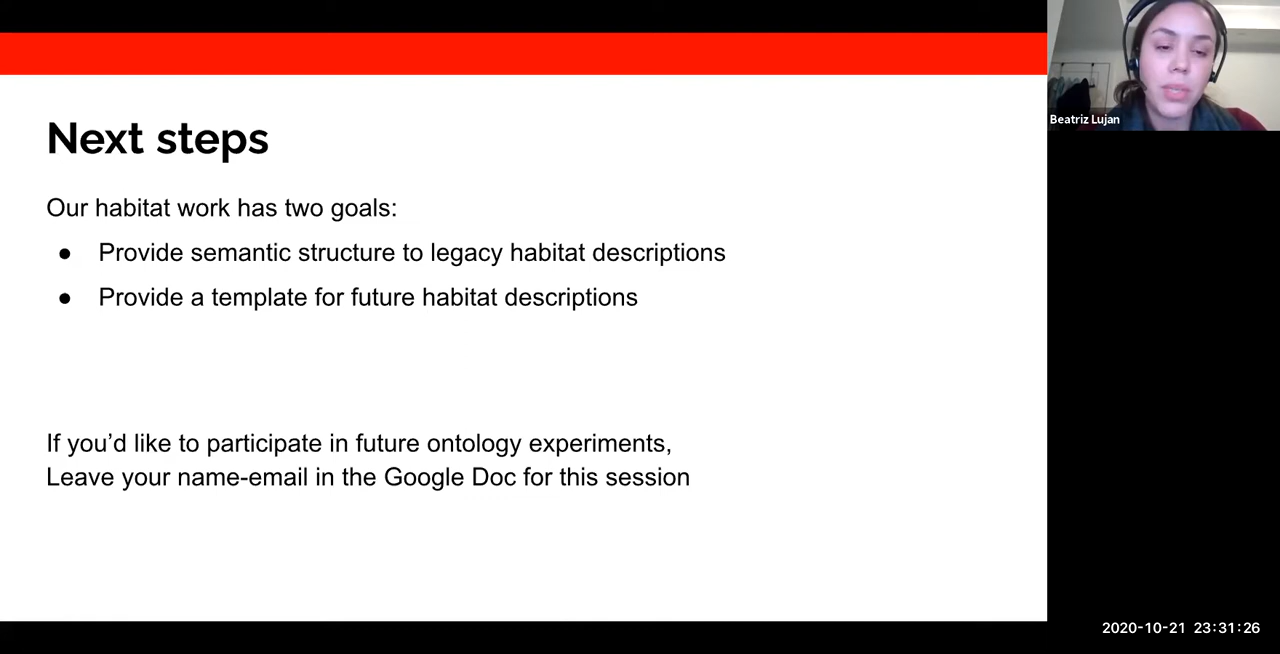 Next steps
Our habitat work has two goals:
● Provide semantic structure to legacy habitat descriptions
● Provide a template for future habitat descriptions
If you’d like to participate in future ontology experiments,
Leave your name-email in the Google Doc for this session
Beatriz Lujan
2020-10-21 23:31:26